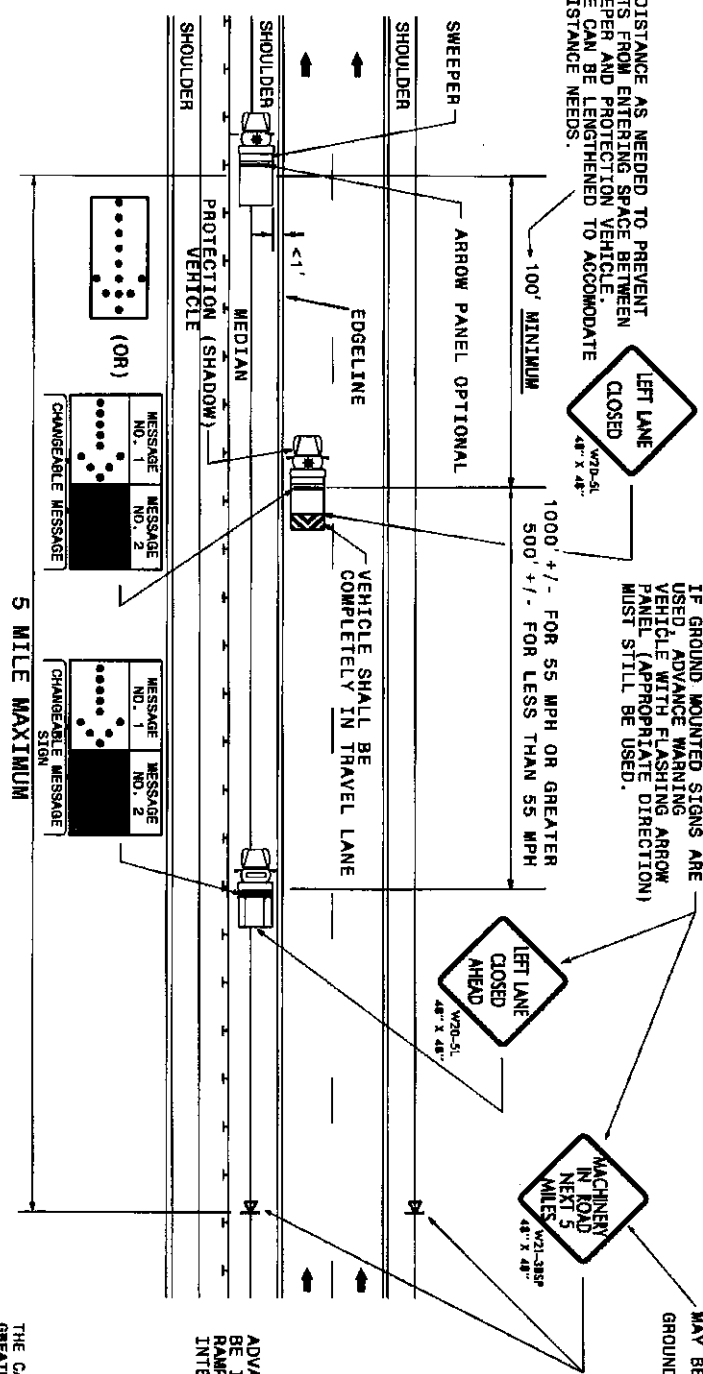 DISTANCE AS NEEDED TO PREVENT
TS FROM ENTERING SPACE BETWEEN
EPER AND PROTECTION VEHICLE.
E CAN BE LENGTHENED TO ACCOMODATE
ISTANCE NEEDS.
LEFT LANE
CLOSED
W20-5L
48" X 48"
IF GROUND MOUNTED SIGNS ARE
USED, ADVANCE WARNING
VEHICLE WITH FLASHING ARROW
PANEL (APPROPRIATE DIRECTION)
MUST STILL BE USED.
LEFT LANE
CLOSED
AHEAD
W20-5L
48" X 48"
MACHINERY
IN ROAD
NEXT 5
MILES
W21-3BSP
48" X 48"
MAY BE
GROUND
SWEEPER
ARROW PANEL OPTIONAL
100' MINIMUM
1000' +/- FOR 55 MPH OR GREATER
500' +/- FOR LESS THAN 55 MPH
SHOULDER
EDGELINE
VEHICLE SHALL BE
COMPLETELY IN TRAVEL LANE
<1'
SHOULDER
MEDIAN
PROTECTION (SHADOW)
VEHICLE
SHOULDER
(OR)
MESSAGE
NO. 1
MESSAGE
NO. 2
CHANGEABLE MESSAGE
MESSAGE
NO. 1
MESSAGE
NO. 2
CHANGEABLE MESSAGE
SIGN
5 MILE MAXIMUM
ADVA
BE I
RAMP
INTE
THE CA